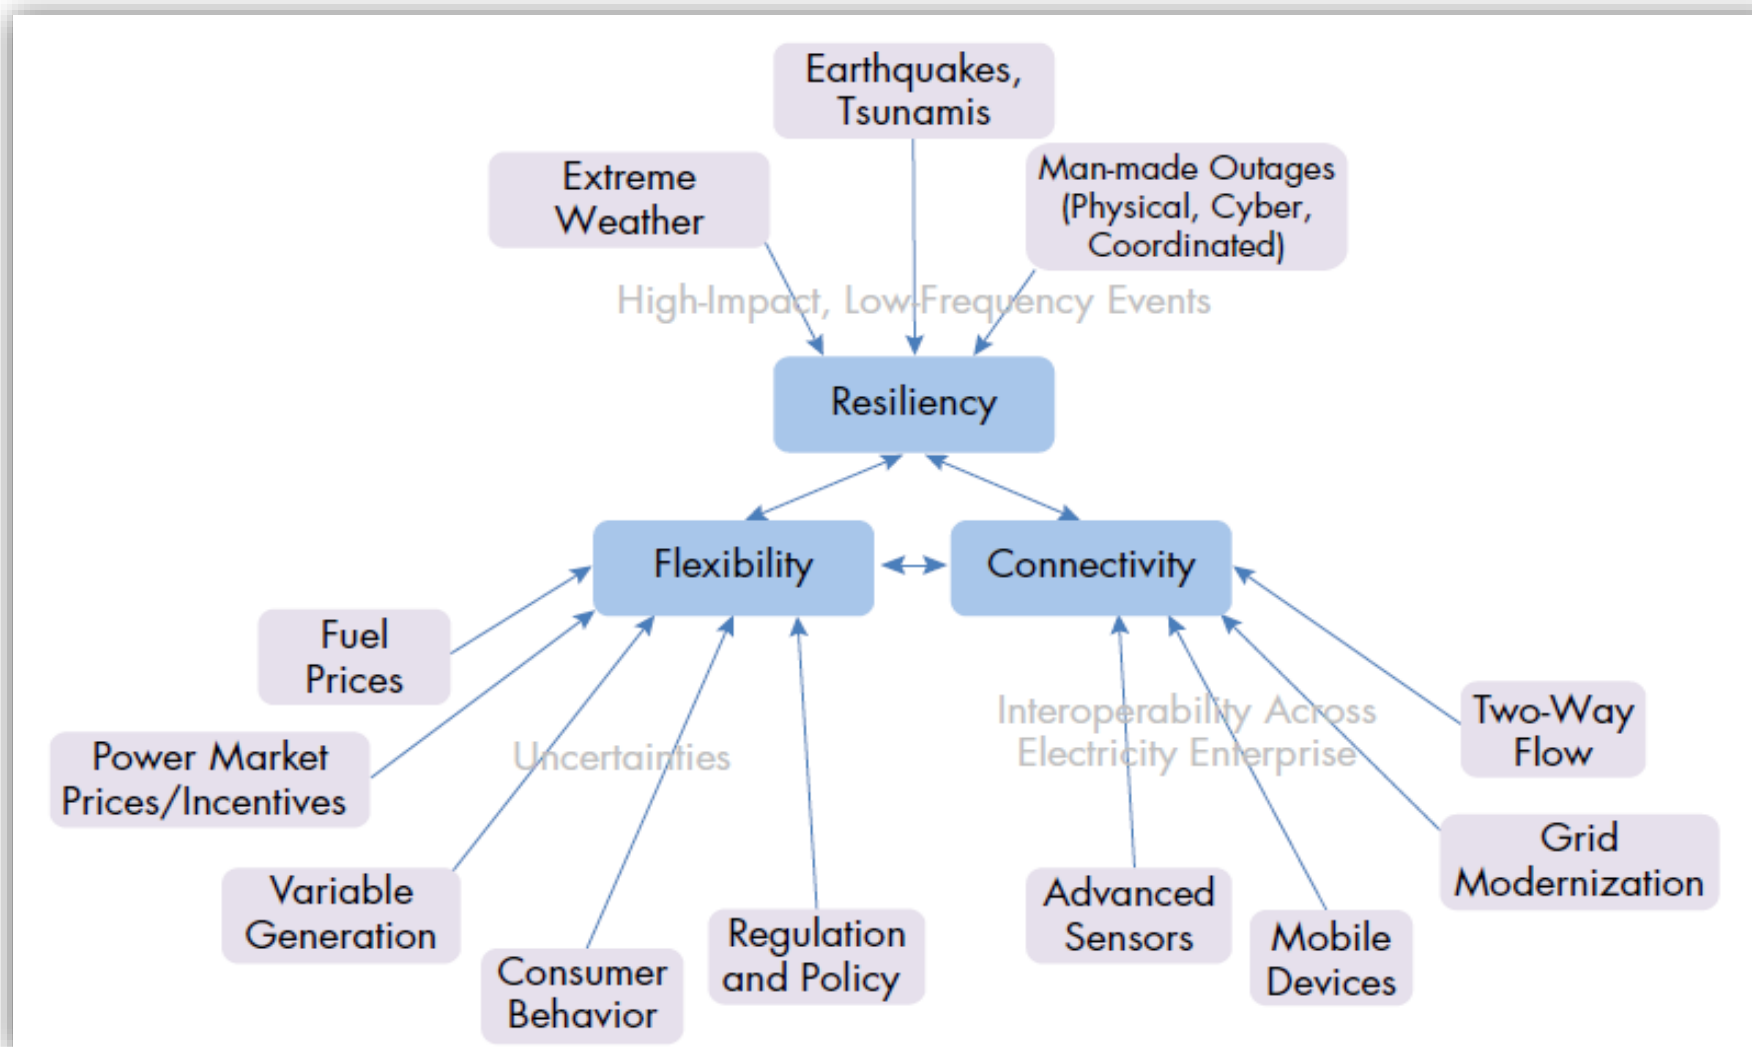 Earthquakes,
Tsunamis
Extreme
Weather
Man-made Outages
(Physical, Cyber,
Coordinated)
High-Impact, Low-Frequency Events
Resiliency
Flexibility
Connectivity
Fuel
Prices
Power Market
Prices/Incentives
Uncertainties
Interoperability Across
Electricity Enterprise
Two-Way
Flow
Variable
Generation
Consumer
Behavior
Regulation
and Policy
Advanced
Sensors
Mobile
Devices
Grid
Modernization